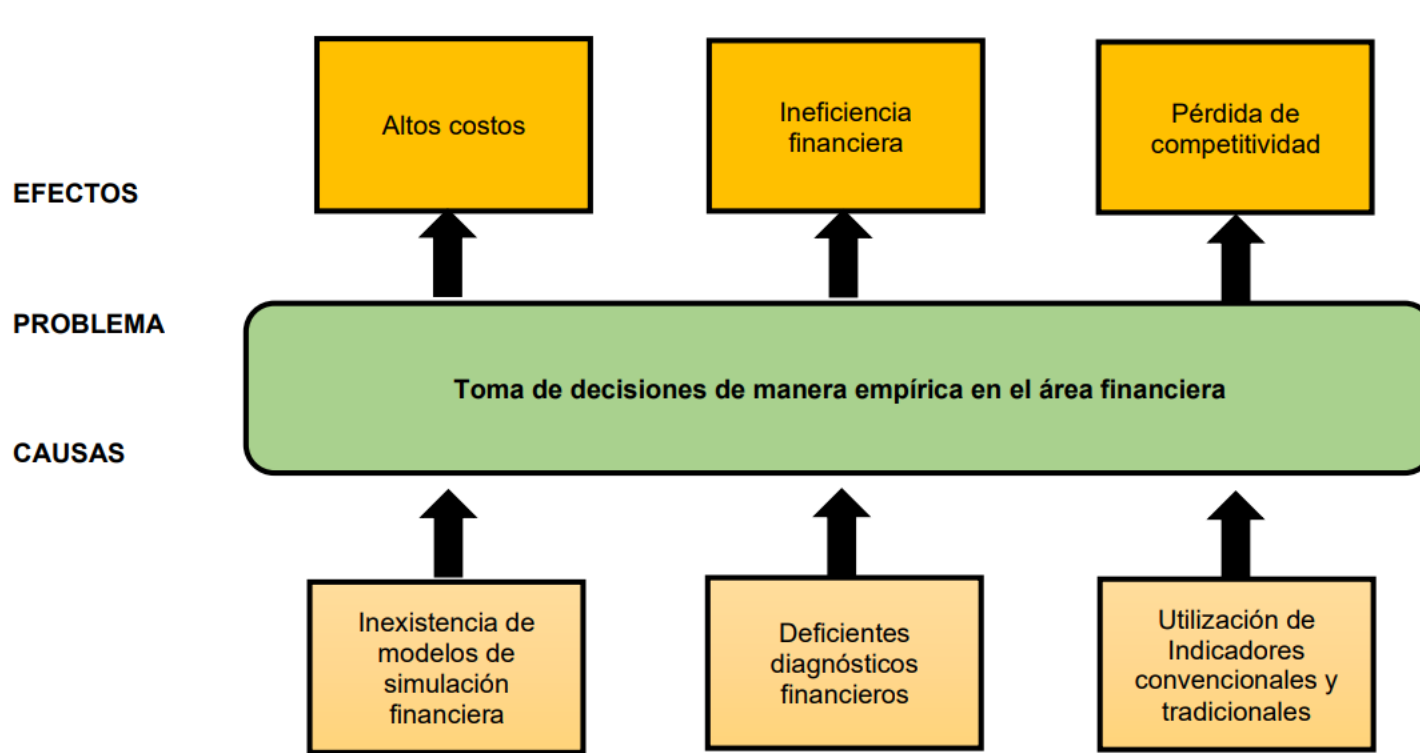 Altos costos
Ineficiencia
financiera
Pérdida de
competitividad
EFECTOS
PROBLEMA
Toma de decisiones de manera empírica en el área financiera
CAUSAS
Inexistencia de
modelos de
simulación
financiera
Deficientes
diagnósticos
financieros
Utilización de
Indicadores
convencionales y
tradicionales